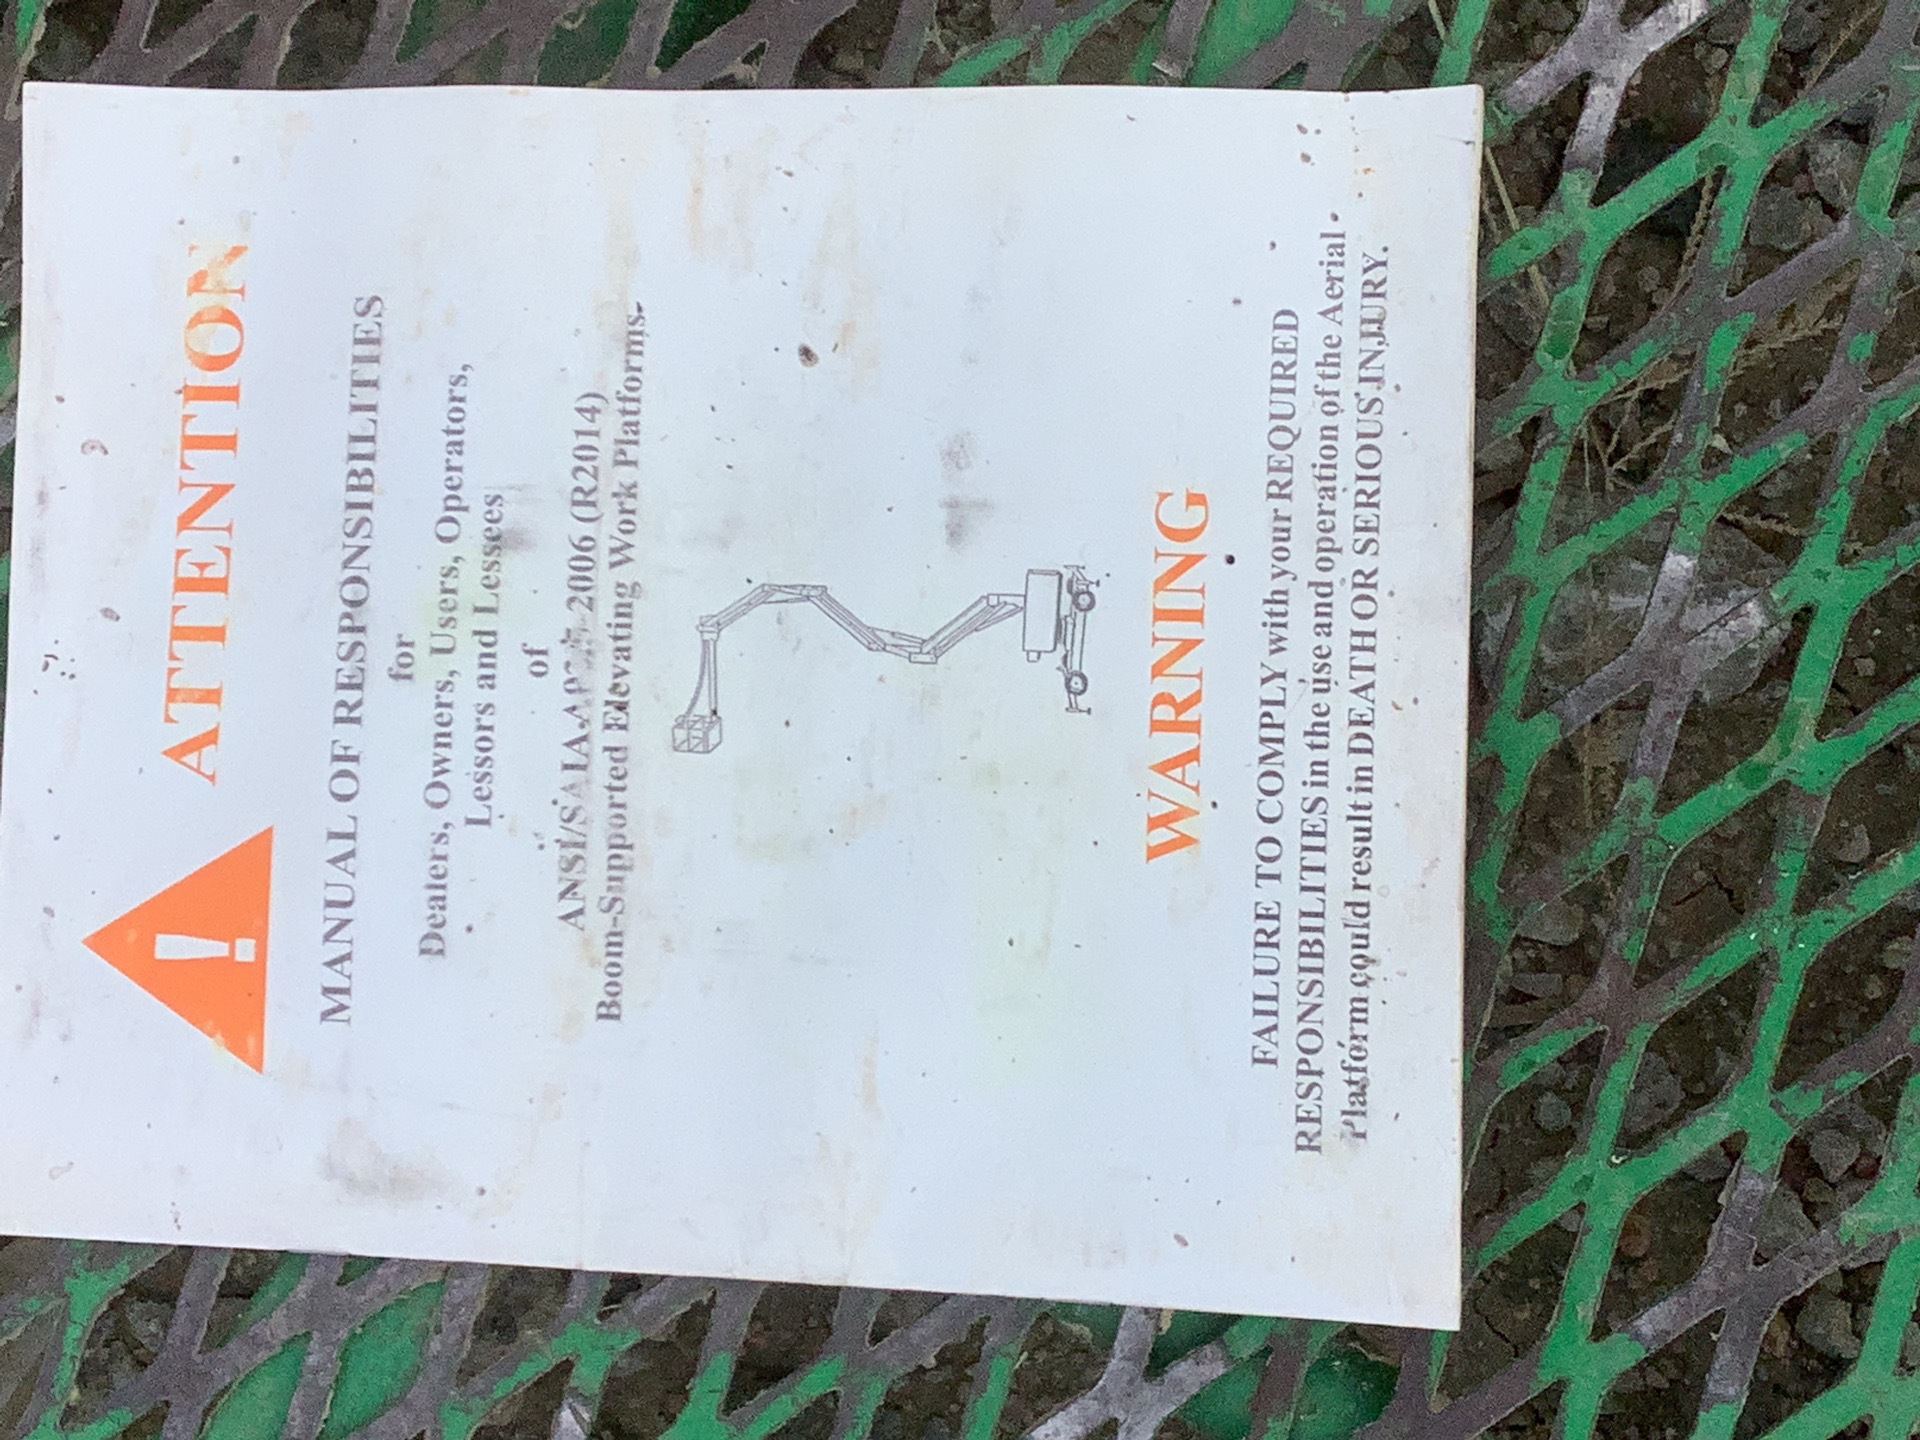 ATTENTION
MANUAL OF RESPONSIBILITIES
for
Dealers, Owners, Users, Operators,
Lessors and Lessees
of
2006 (R2014)
Boom-Supported Elevating Work Platforms.
WARNING
FAILURE TO COMPLY with your REQUIRED
RESPONSIBILITIES in the use and operation of the Aerial
Platform could result in DEATH OR SERIOUS INJURY.